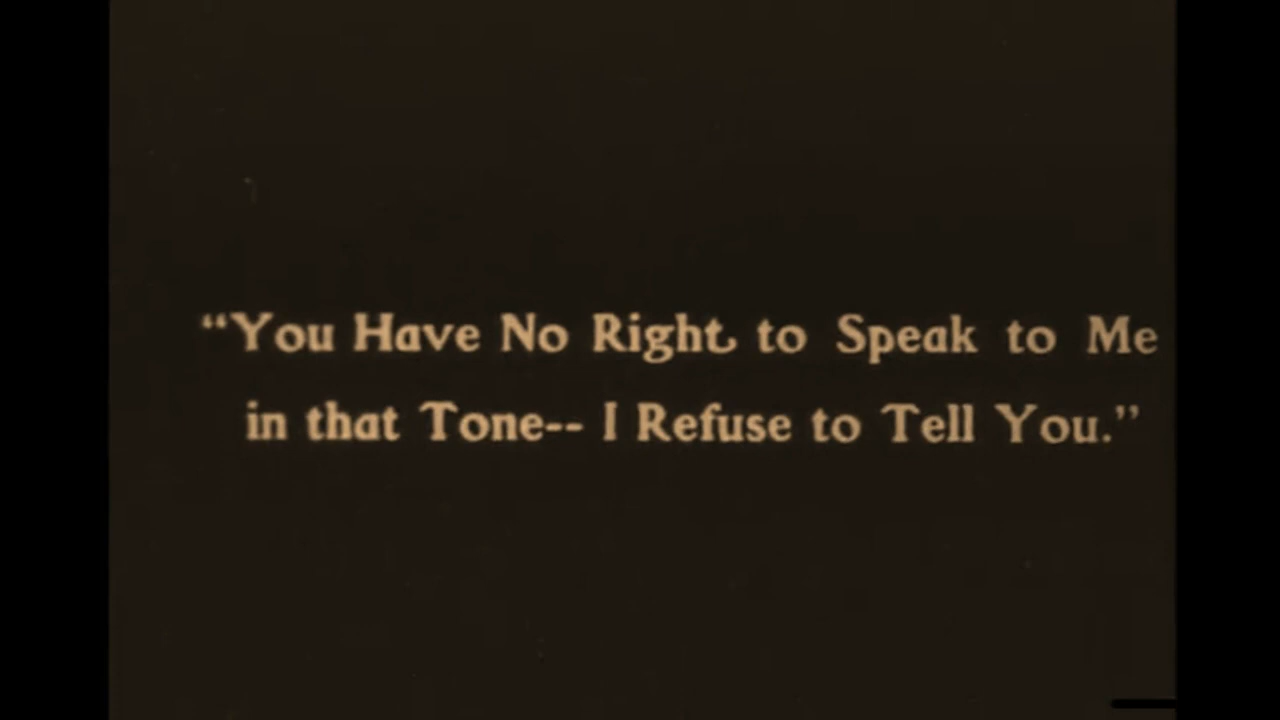 “You Have No Right to Speak to Me
in that Tone-- I Refuse to Tell You.”